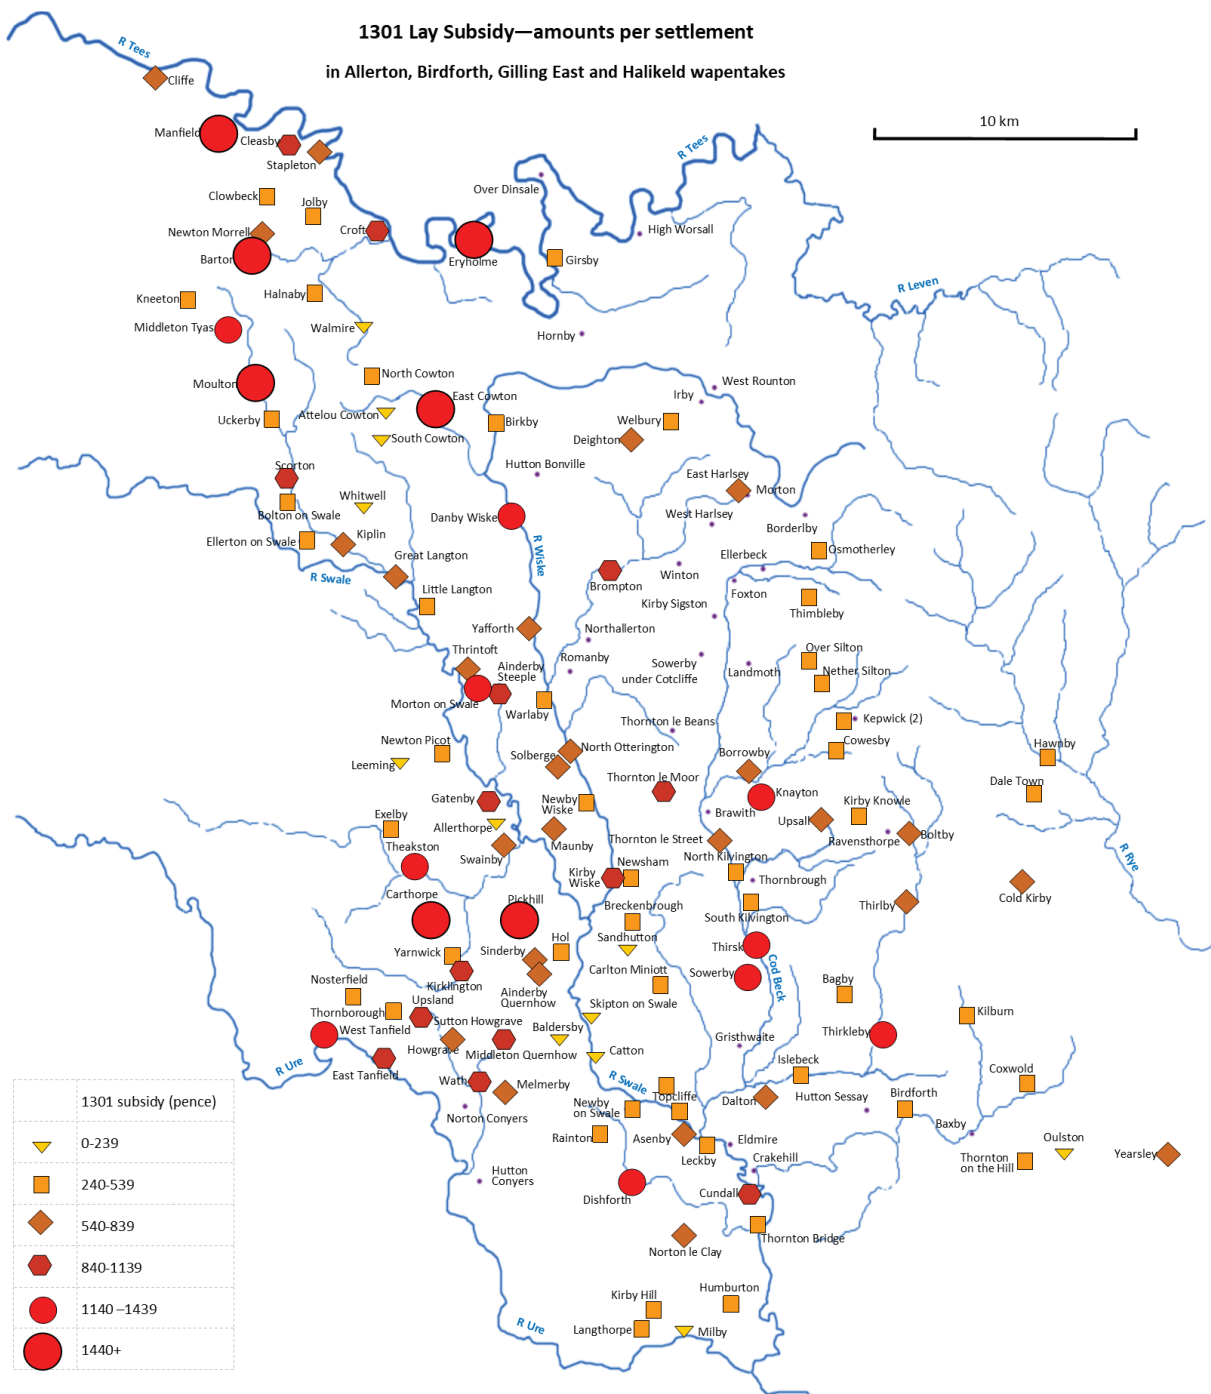 1301 Lay Subsidy—amounts per settlement
in Allerton, Birdforth, Gilling East and Halikeld wapentakes
R Tees
Cliffe
10 km
Manfield
Cleasby
Stapleton
R Tees
Over Dinsale
Clowbeck
Jolby
Newton Morrell
Croft
High Worsall
Barton
Eryholme
Girsby
R Leven
Kneeton
Halnaby
Middleton Tyas
Walmire
Hornby
Moulton
North Cowton
West Rounton
East Cowton
Irby
Uckerby
Attelou Cowton
Birkby
Welbury
South Cowton
Deighton
Scorton
Hutton Bonville
East Harlsey
Morton
Whitwell
Bolton on Swale
Danby Wiske
West Harlsey
Borderlby
Ellerton on Swale
Kiplin
R Wiske
Great Langton
Ellerbeck
Osmotherley
R Swale
Winton
Brompton
Foxton
Little Langton
Kirby Sigston
Thimbleby
Yafforth
Northallerton
Thrintoft
Romanby
Over Silton
Ainderby
Steeple
Sowerby
under Cotcliffe
Landmoth
Nether Silton
Morton on Swale
Warlaby
Thornton le Beans
Kepwick (2)
Newton Picot
North Otterington
Cowesby
Hawnby
Leeming
Solberge
Borrowby
Thornton le Moor
Dale Town
Gatenby
Newby
Wiske
Knayton
Kirby Knowle
Exelby
Allerthorpe
Brawith
Upsall
Theakston
Maunby
Thornton le Street
Ravensthorpe
Boltby
Swainby
North Kilvington
R Rye
Kirby
Wiske
Newsham
Thornbrough
Carthorpe
Pickhill
Breckenbrough
South Kilvington
Thirlby
Cold Kirby
Yarnwick
Sinderby
Hol
Sandhutton
Thirsk
Carlton Miniott
Sowerby
Cod Beck
Nosterfield
Kirklington
Ainderby
Quernhow
Bagby
Thornborough
Upsland
Skipton on Swale
Kilburn
West Tanfield
Sutton Howgrave
Baldersby
Thirkleby
Howgrave
Middleton Quernhow
Catton
Gristhwaite
R Ure
East Tanfield
Wath
Melmerby
R Swale
Islebeck
Coxwold
Norton Conyers
Newby
on Swale
Topcliffe
Dalton
Hutton Sessay
Birdforth
Rainton
Asenby
Eldmire
Baxby
Oulston
Leckby
Crakehill
Thornton
on the Hill
Yearsley
Hutton
Conyers
Dishforth
Cundall
Norton le Clay
Thornton Bridge
Kirby Hill
Humburton
R Ure
Langthorpe
Milby
1301 subsidy (pence)
0-239
240-539
540-839
840-1139
1140 –1439
1440+